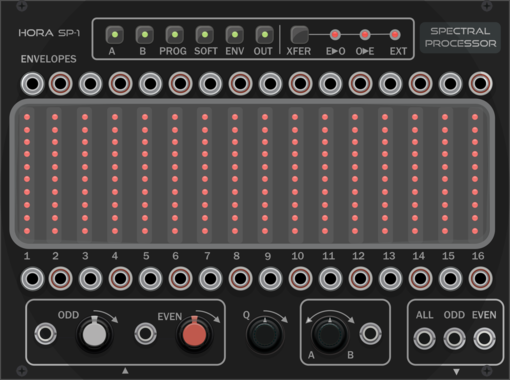 HORA SP-1
A B PROG SOFT ENV OUT XFER E▶O O▶E EXT
SPECTRAL
PROCESSOR
ENVELOPES
1 2 3 4 5 6 7 8 9 10 11 12 13 14 15 16
ODD EVEN Q A B ALL ODD EVEN